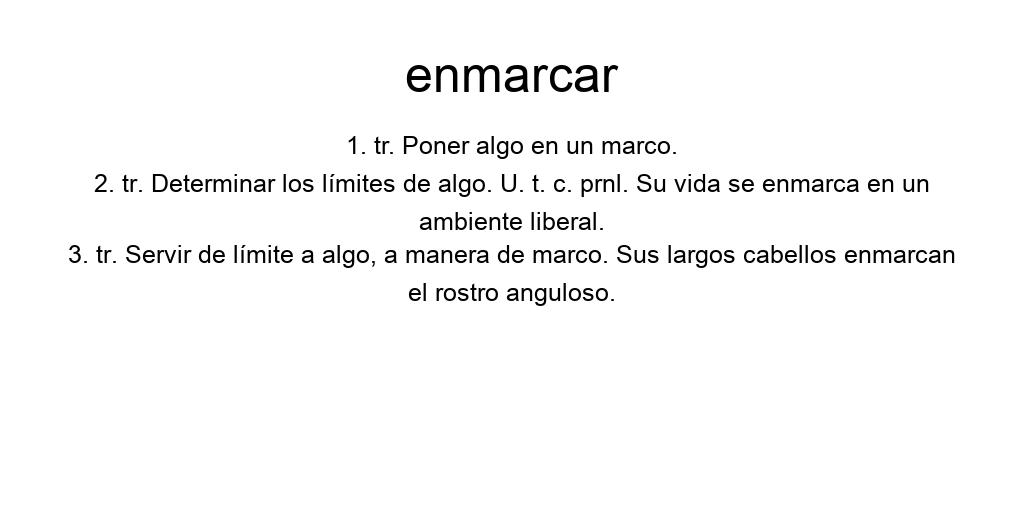 enmarcar
1. tr. Poner algo en un marco.
2. tr. Determinar los límites de algo. U. t. c. prnl. Su vida se enmarca en un
ambiente liberal.
3. tr. Servir de límite a algo, a manera de marco. Sus largos cabellos enmarcan
el rostro anguloso.